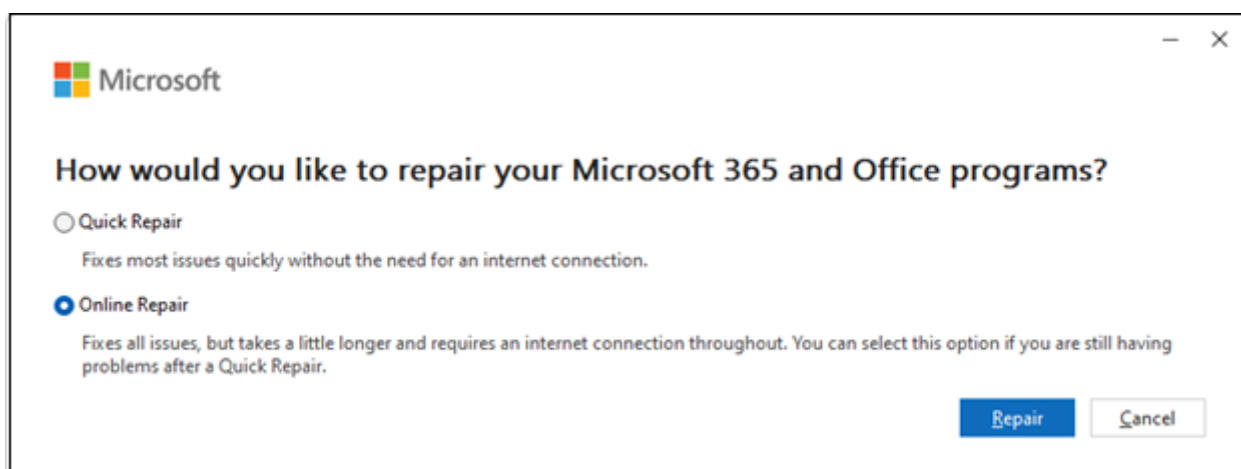 Microsoft
How would you like to repair your Microsoft 365 and Office programs?
Quick Repair
Fixes most issues quickly without the need for an internet connection.
Online Repair
Fixes all issues, but takes a little longer and requires an internet connection throughout. You can select this option if you are still having
problems after a Quick Repair.
Repair Cancel